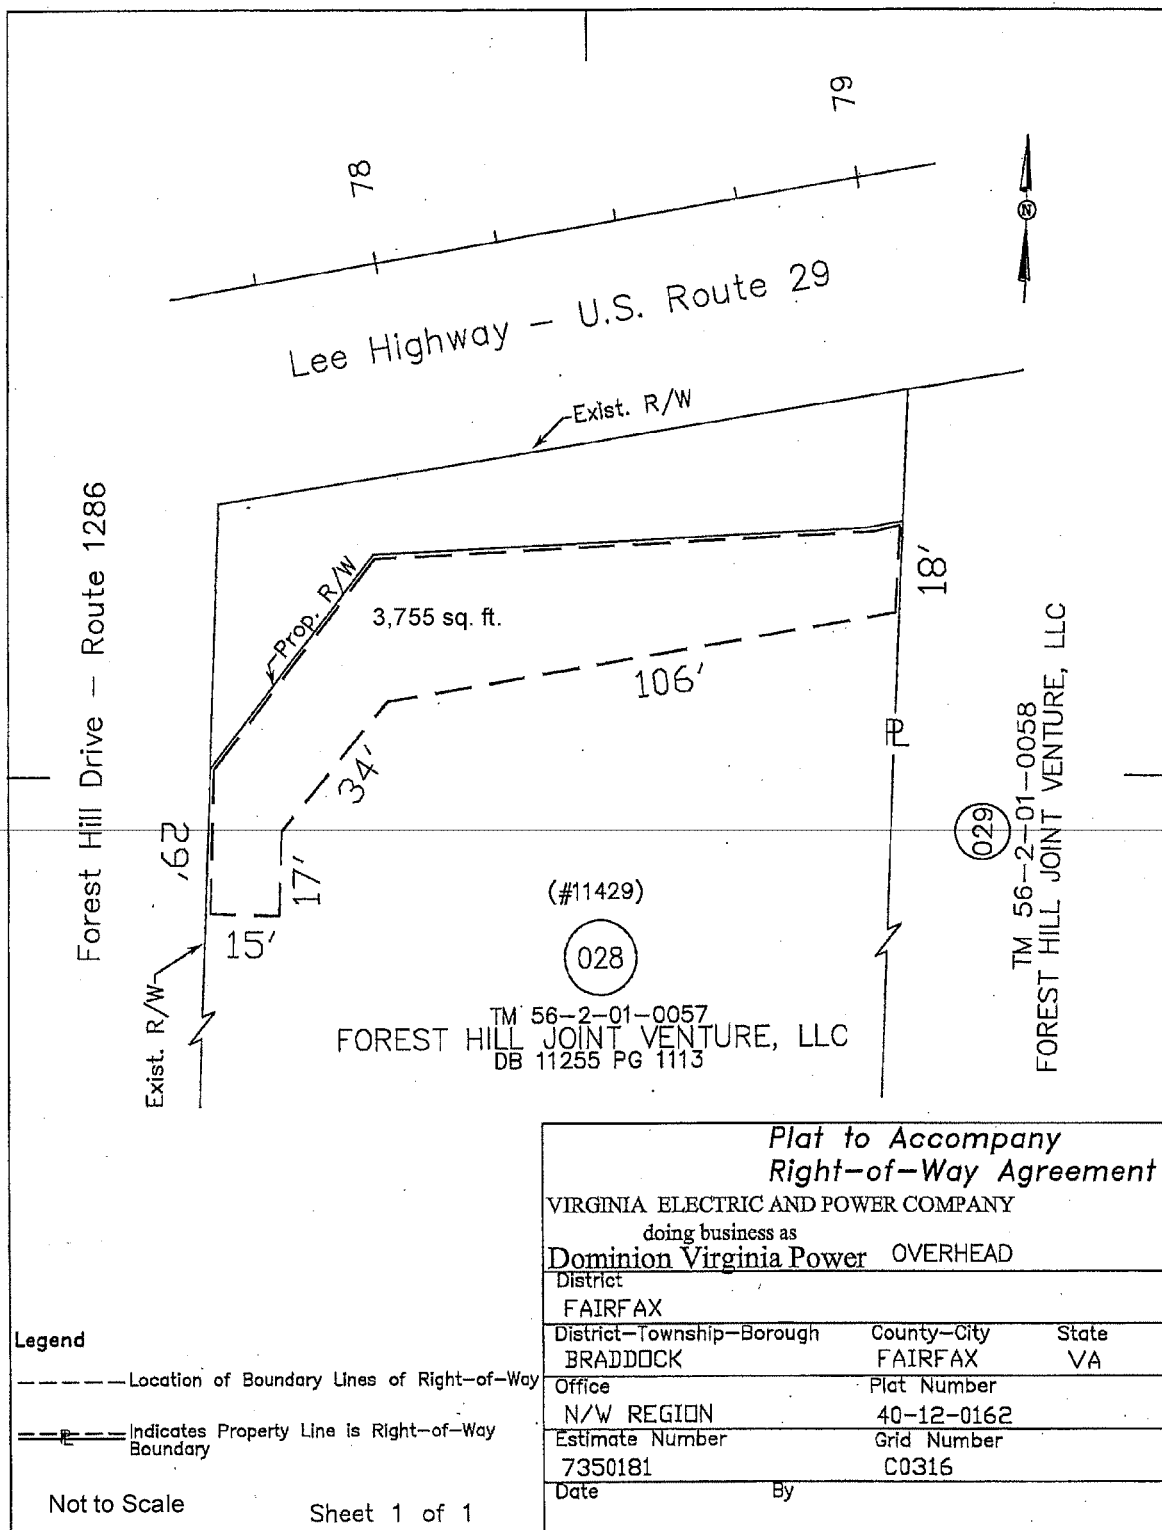 79
78
N
Lee Highway - U.S. Route 29
Exist. R/W
Forest Hill Drive - Route 1286
Prop. R/W
3,755 sq. ft.
18'
106'
34'
29'
17'
15'
Exist. R/W
PL
(#11429)
028
TM 56-2-01-0057
FOREST HILL JOINT VENTURE, LLC
DB 11255 PG 1113
029
TM 56-2-01-0058
FOREST HILL JOINT VENTURE, LLC
Plat to Accompany
Right-of-Way Agreement
VIRGINIA ELECTRIC AND POWER COMPANY
doing business as
Dominion Virginia Power OVERHEAD
District
FAIRFAX
District-Township-Borough County-City State
BRADDOCK FAIRFAX VA
Office Plat Number
N/W REGION 40-12-0162
Estimate Number Grid Number
7350181 C0316
Date By
Legend
Location of Boundary Lines of Right-of-Way
PL Indicates Property Line is Right-of-Way
Boundary
Not to Scale
Sheet 1 of 1